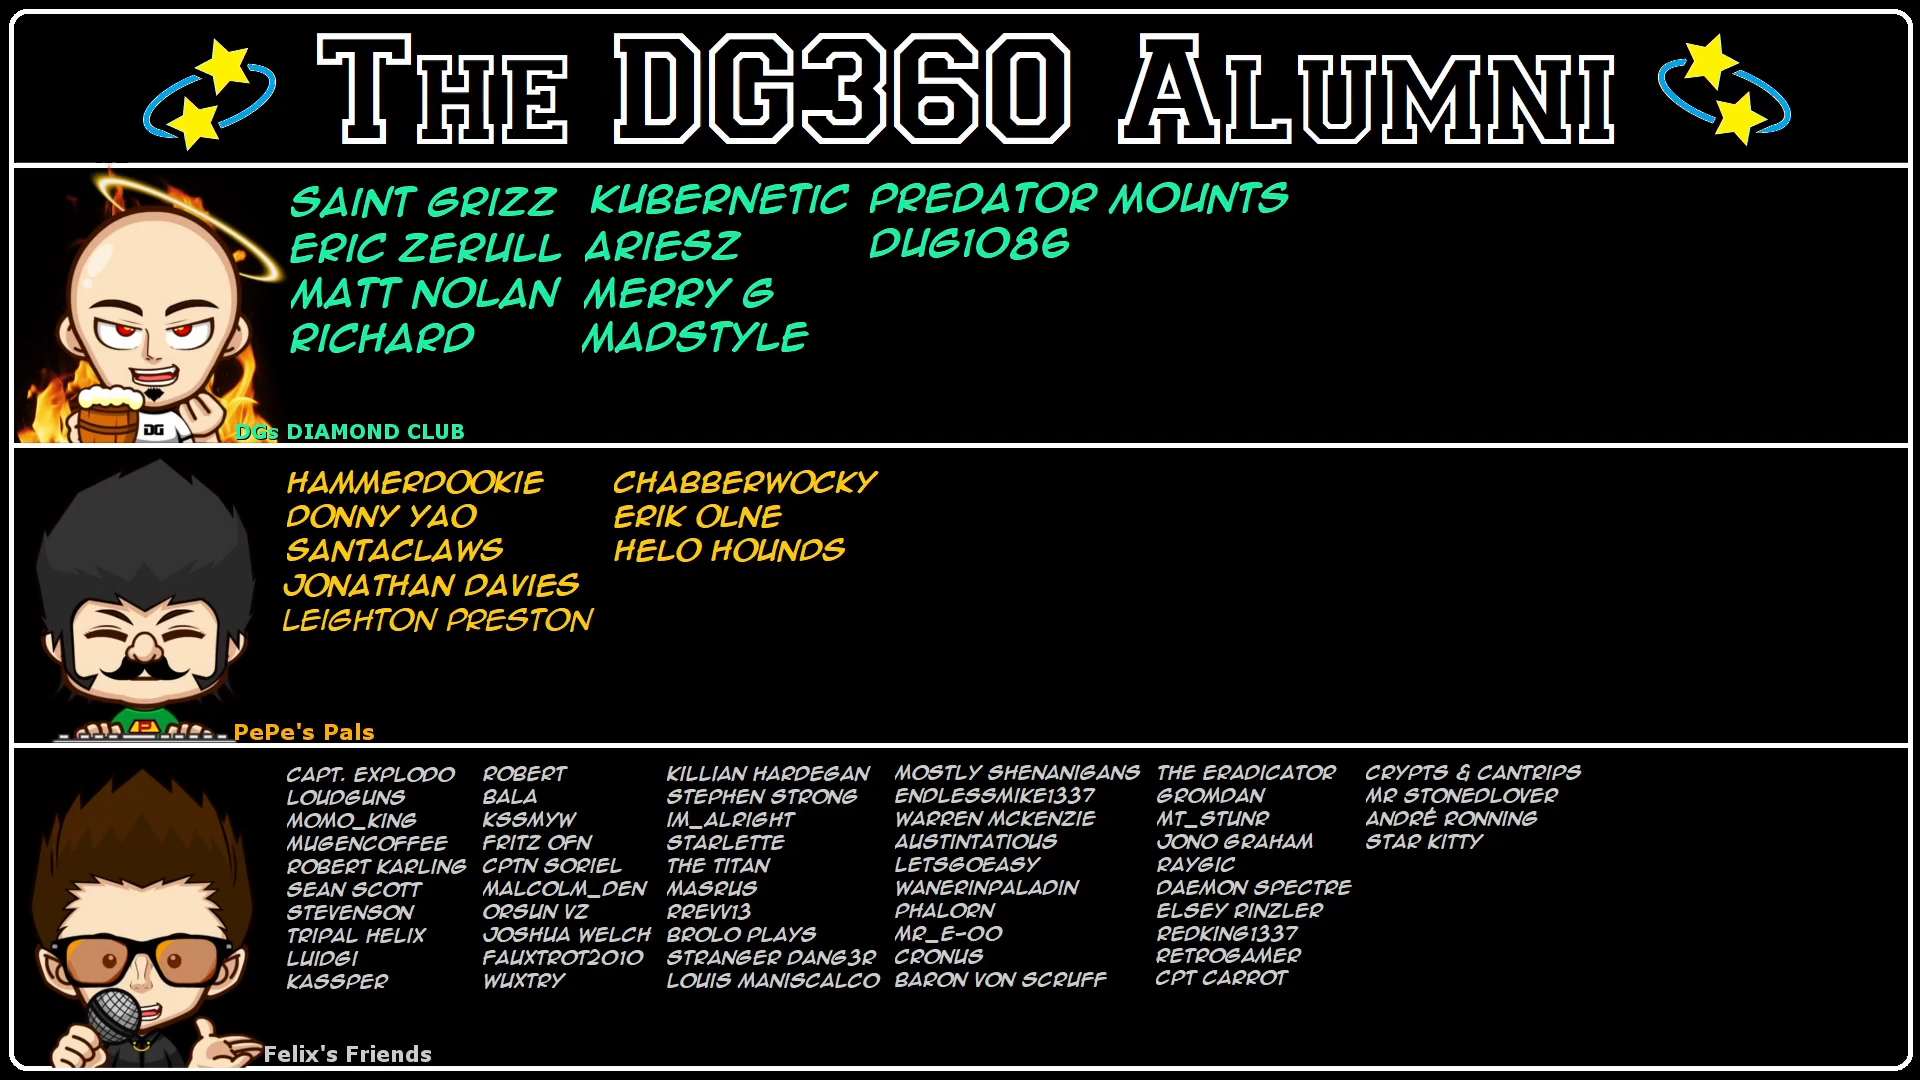 THE DG360 ALUMNI
SAINT GRIZZ
ERIC ZERULL
MATT NOLAN
RICHARD
KUBERNETIC
ARIESZ
MERRY G
MADSTYLE
PREDATOR MOUNTS
DUG1086
DG
DGs DIAMOND CLUB
HAMMERDOOKIE
DONNY YAO
SANTACLAWS
JONATHAN DAVIES
LEIGHTON PRESTON
CHABBERWOCKY
ERIK OLNE
HELO HOUNDS
P
PePe's Pals
CAPT. EXPLODO
LOUDGUNS
MOMO_KING
MUGENCOFFEE
ROBERT KARLING
SEAN SCOTT
STEVENSON
TRIPAL HELIX
LUIDGI
KASSPER
ROBERT
BALA
KSSMYW
FRITZ OFN
CPTN SORIEL
MALCOLM_DEN
ORSUN VZ
JOSHUA WELCH
FAUXTROT2010
WUXTRY
KILLIAN HARDEGAN
STEPHEN STRONG
IM_ALRIGHT
STARLETTE
THE TITAN
MASRUS
RREVV13
BROLO PLAYS
STRANGER DANG3R
LOUIS MANISCALCO
MOSTLY SHENANIGANS
ENDLESSMIKE1337
WARREN MCKENZIE
AUSTINTATIOUS
LETSGOEASY
WANERINPALADIN
PHALORN
MR_E-OO
CRONUS
BARON VON SCRUFF
THE ERADICATOR
GROMDAN
MT_STUNR
JONO GRAHAM
RAYGIC
DAEMON SPECTRE
ELSEY RINZLER
REDKING1337
RETROGAMER
CPT CARROT
CRYPTS & CANTRIPS
MR STONEDLOVER
ANDRÉ RONNING
STAR KITTY
Felix's Friends